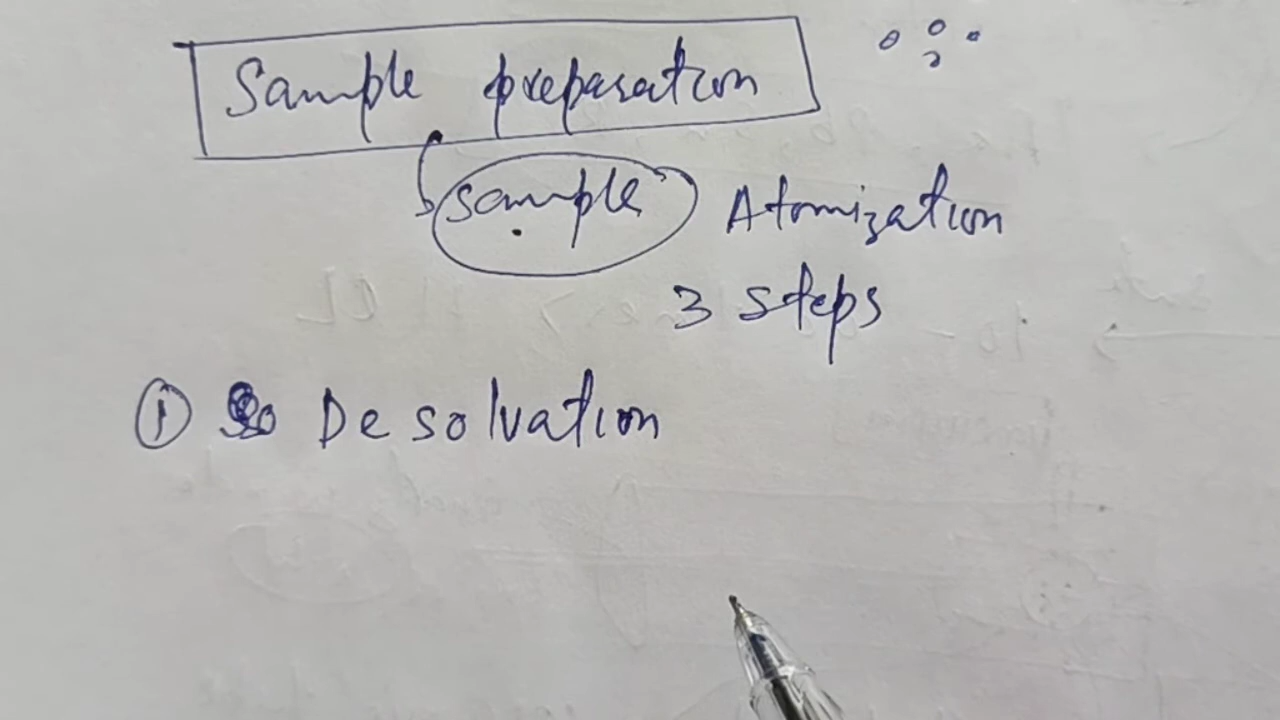 Sample preparation
Sample Atomization
3 steps
① Desolvation